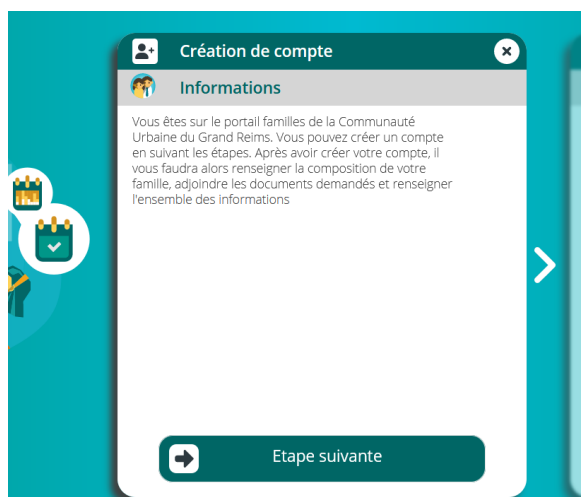 Création de compte
Informations
Vous êtes sur le portail familles de la Communauté
Urbaine du Grand Reims. Vous pouvez créer un compte
en suivant les étapes. Après avoir créer votre compte, il
vous faudra alors renseigner la composition de votre
famille, adjoindre les documents demandés et renseigner
l'ensemble des informations
Etape suivante